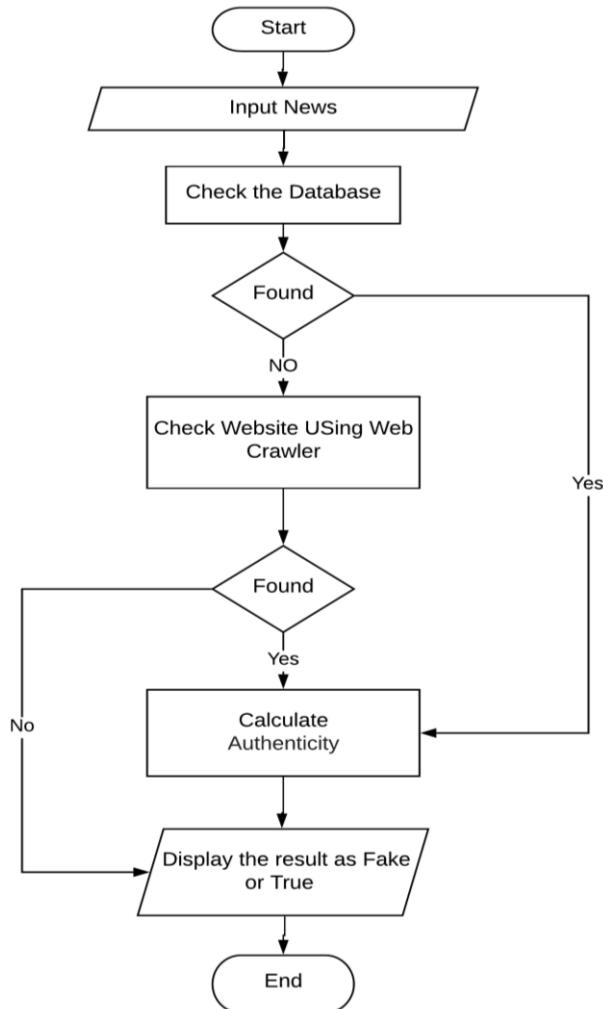 Start
Input News
Check the Database
Found
NO
Check Website USing Web
Crawler
Yes
Found
Yes
No
Calculate
Authenticity
Display the result as Fake
or True
End